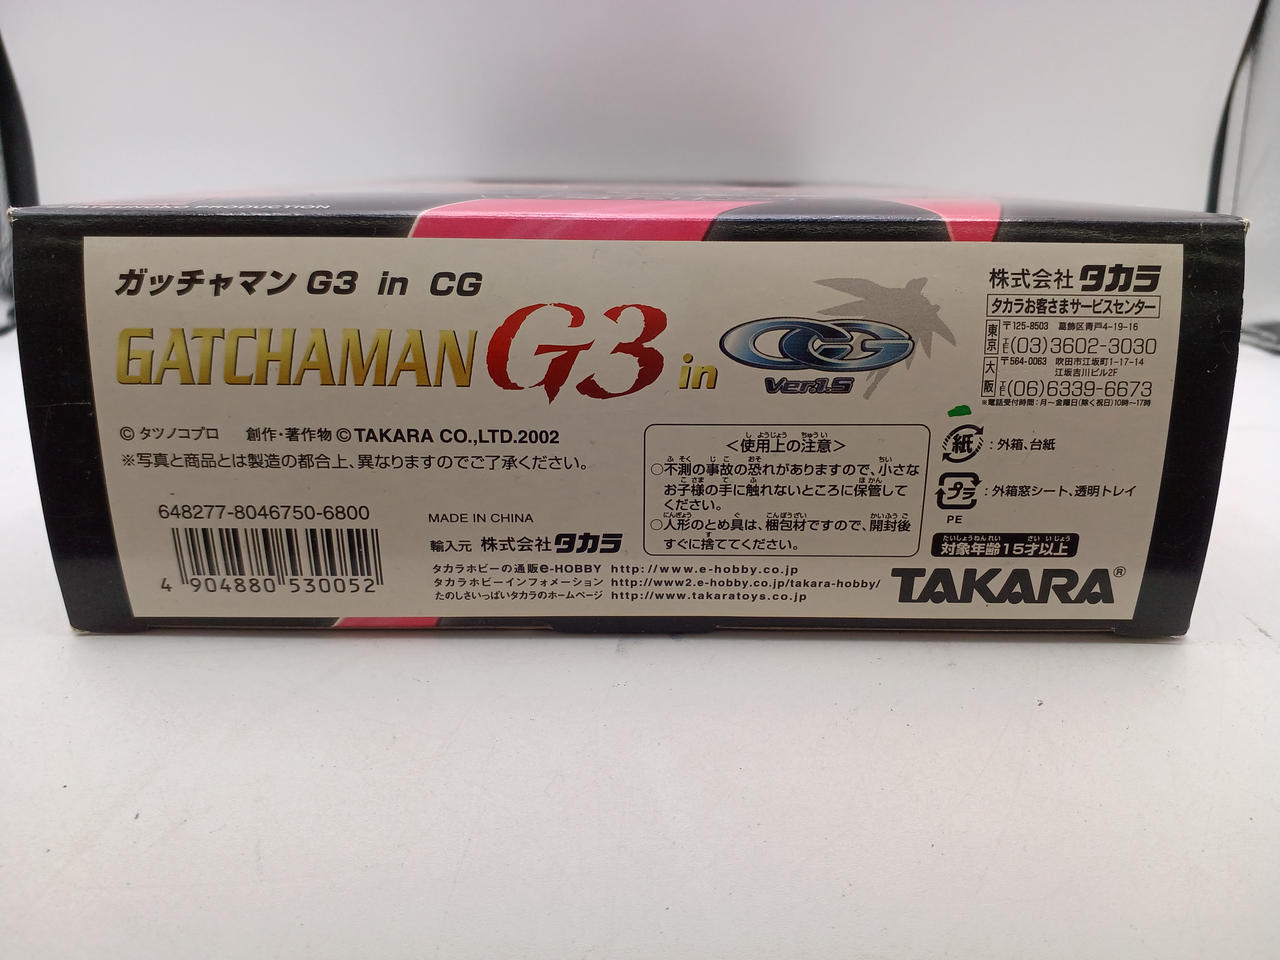 PRODUCTION
ガッチャマン G3 in CG
GATCHAMAN G3 in CG
Ver.1.5
© タツノコプロ 創作・著作物 © TAKARA CO.,LTD.2002
※写真と商品とは製造の都合上、異なりますのでご了承ください。
648277-8046750-6800
4 904880 530052
MADE IN CHINA
輸入元 株式会社タカラ
タカラホビーの通販e-HOBBY http://www.e-hobby.co.jp
タカラホビーインフォメーション http://www2.e-hobby.co.jp/takara-hobby/
たのしさいっぱいタカラのホームページ http://www.takaratoys.co.jp
<使用上の注意>
○不測の事故の恐れがありますので、小さな
お子様の手に触れないところに保管して
ください。
○人形のとめ具は、梱包材ですので、開封後
すぐに捨ててください。
株式会社 タカラ
タカラお客さまサービスセンター
東京 〒125-8503 葛飾区青戸4-19-16
TEL(03)3602-3030
大阪 〒564-0063 吹田市江坂町1-17-14
江坂吉川ビル2F
TEL(06)6339-6673
※電話受付時間:月〜金曜日(除く祝日)10時〜17時
紙 : 外箱、台紙
プラ : 外箱窓シート、透明トレイ
PE
対象年齢15才以上
TAKARA®